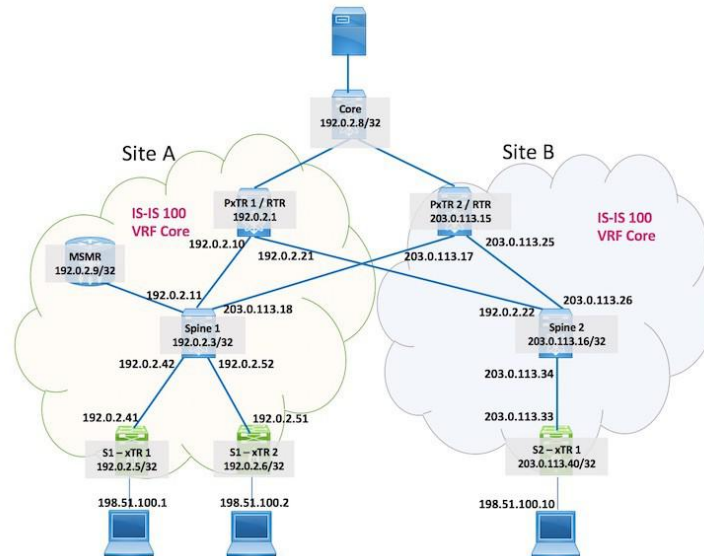 Core
192.0.2.8/32
Site A
Site B
IS-IS 100
VRF Core
PxTR 1 / RTR
192.0.2.1
PxTR 2 / RTR
203.0.113.15
IS-IS 100
VRF Core
MSMR
192.0.2.9/32
192.0.2.10
192.0.2.21
203.0.113.17
203.0.113.25
192.0.2.11
203.0.113.18
192.0.2.22
203.0.113.26
Spine 1
192.0.2.3/32
Spine 2
203.0.113.16/32
192.0.2.42
192.0.2.52
203.0.113.34
192.0.2.41
192.0.2.51
203.0.113.33
S1 – xTR 1
192.0.2.5/32
S1 – xTR 2
192.0.2.6/32
S2 – xTR 1
203.0.113.40/32
198.51.100.1
198.51.100.2
198.51.100.10